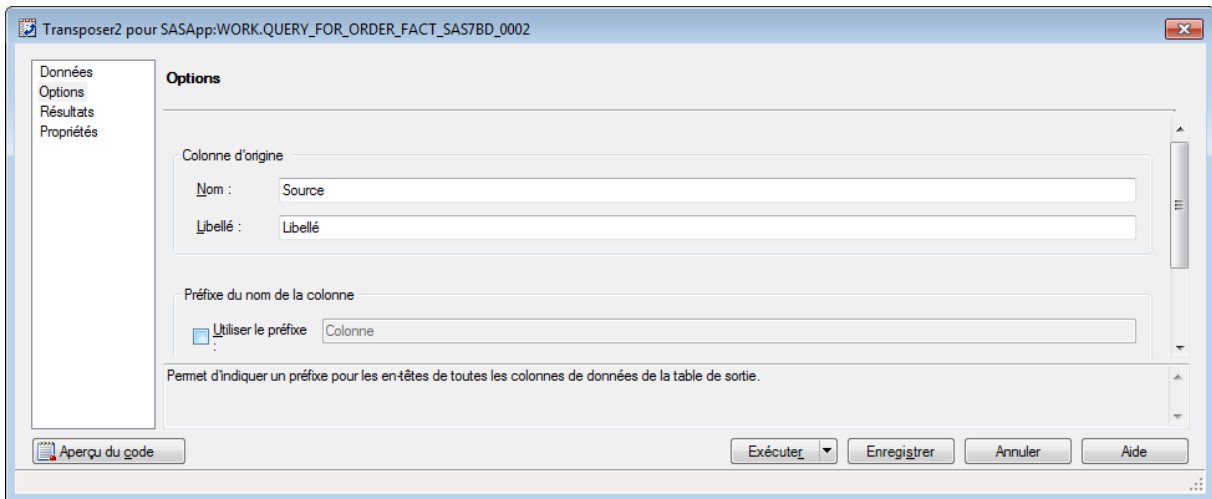 Transposer2 pour SASApp:WORK.QUERY_FOR_ORDER_FACT_SAS7BD_0002
Données
Options
Résultats
Propriétés
Options
Colonne d'origine
Nom : Source
Libellé : Libellé
Préfixe du nom de la colonne
Utiliser le préfixe : Colonne
Permet d'indiquer un préfixe pour les en-têtes de toutes les colonnes de données de la table de sortie.
Aperçu du code Exécuter Enregistrer Annuler Aide